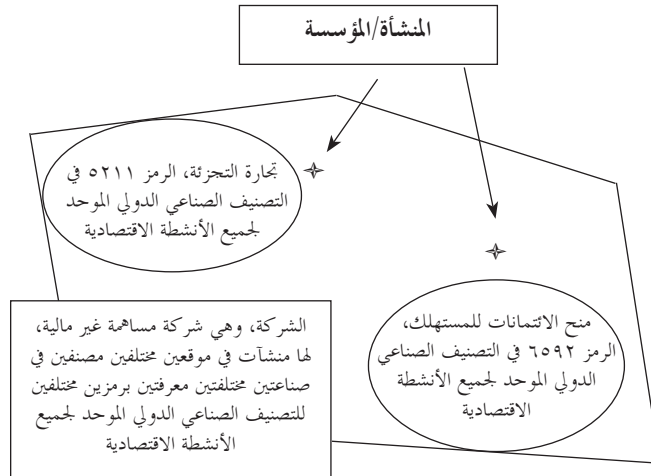 المنشأة/المؤسسة
تجارة التجزئة، الرمز ٥٢١١ في
التصنيف الصناعي الدولي الموحد
لجميع الأنشطة الاقتصادية
منح الائتمانات للمستهلك،
الرمز ٦٥٩٢ في التصنيف الصناعي
الدولي الموحد لجميع الأنشطة
الاقتصادية
الشركة، وهي شركة مساهمة غير مالية،
لها منشآت في موقعين مختلفين مصنفين في
صناعتين مختلفتين معرفتين برمزين مختلفين
للتصنيف الصناعي الدولي الموحد لجميع
الأنشطة الاقتصادية